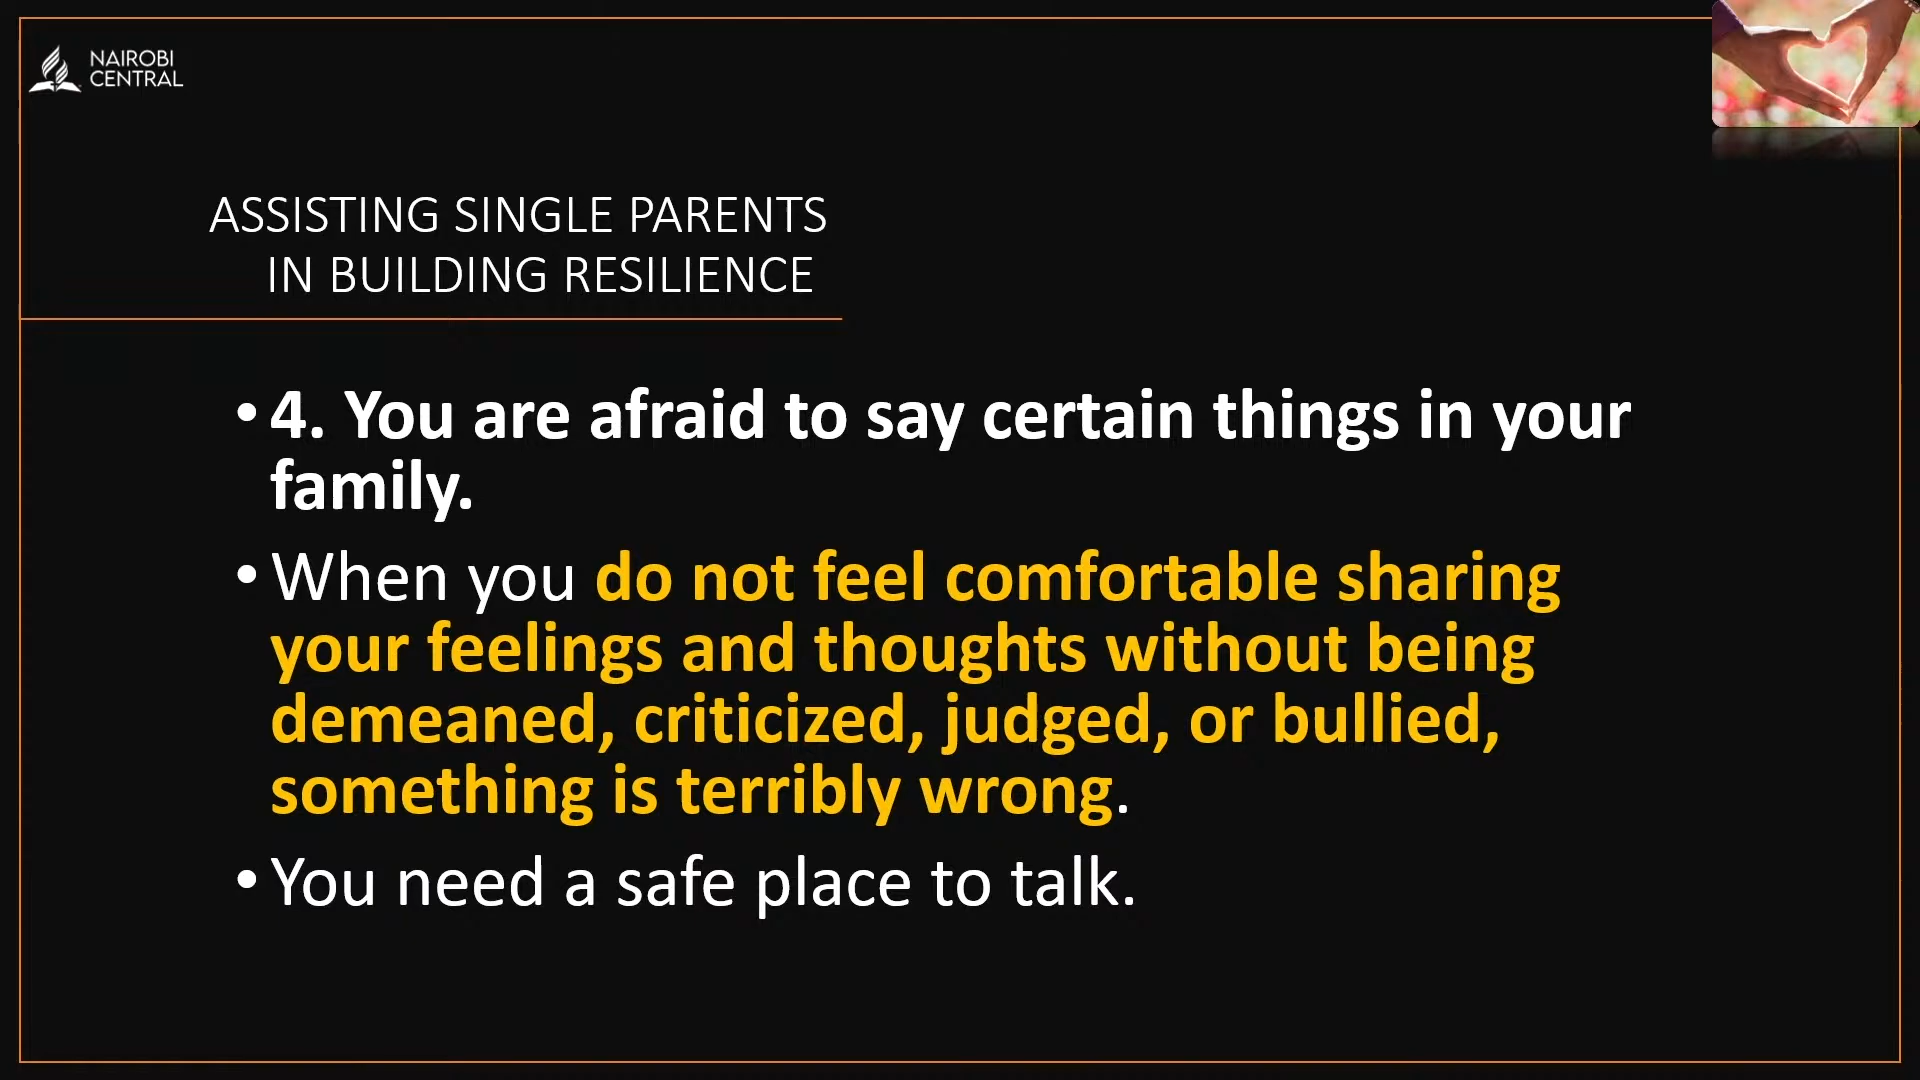 NAIROBI
CENTRAL
ASSISTING SINGLE PARENTS
IN BUILDING RESILIENCE
• 4. You are afraid to say certain things in your
family.
• When you do not feel comfortable sharing
your feelings and thoughts without being
demeaned, criticized, judged, or bullied,
something is terribly wrong.
• You need a safe place to talk.